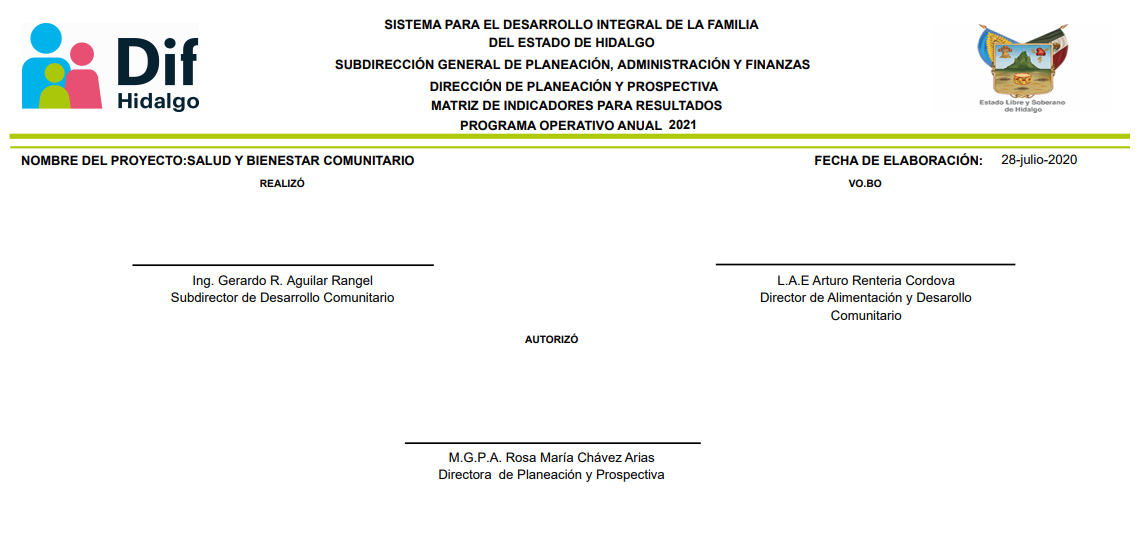 Dif
Hidalgo
SISTEMA PARA EL DESARROLLO INTEGRAL DE LA FAMILIA
DEL ESTADO DE HIDALGO
SUBDIRECCIÓN GENERAL DE PLANEACIÓN, ADMINISTRACIÓN Y FINANZAS
DIRECCIÓN DE PLANEACIÓN Y PROSPECTIVA
MATRIZ DE INDICADORES PARA RESULTADOS
PROGRAMA OPERATIVO ANUAL 2021
Estado Libre y Soberano
de Hidalgo
NOMBRE DEL PROYECTO:SALUD Y BIENESTAR COMUNITARIO
FECHA DE ELABORACIÓN: 28-julio-2020
REALIZÓ
VO.BO
Ing. Gerardo R. Aguilar Rangel
Subdirector de Desarrollo Comunitario
L.A.E Arturo Renteria Cordova
Director de Alimentación y Desarollo
Comunitario
AUTORIZÓ
M.G.P.A. Rosa María Chávez Arias
Directora de Planeación y Prospectiva